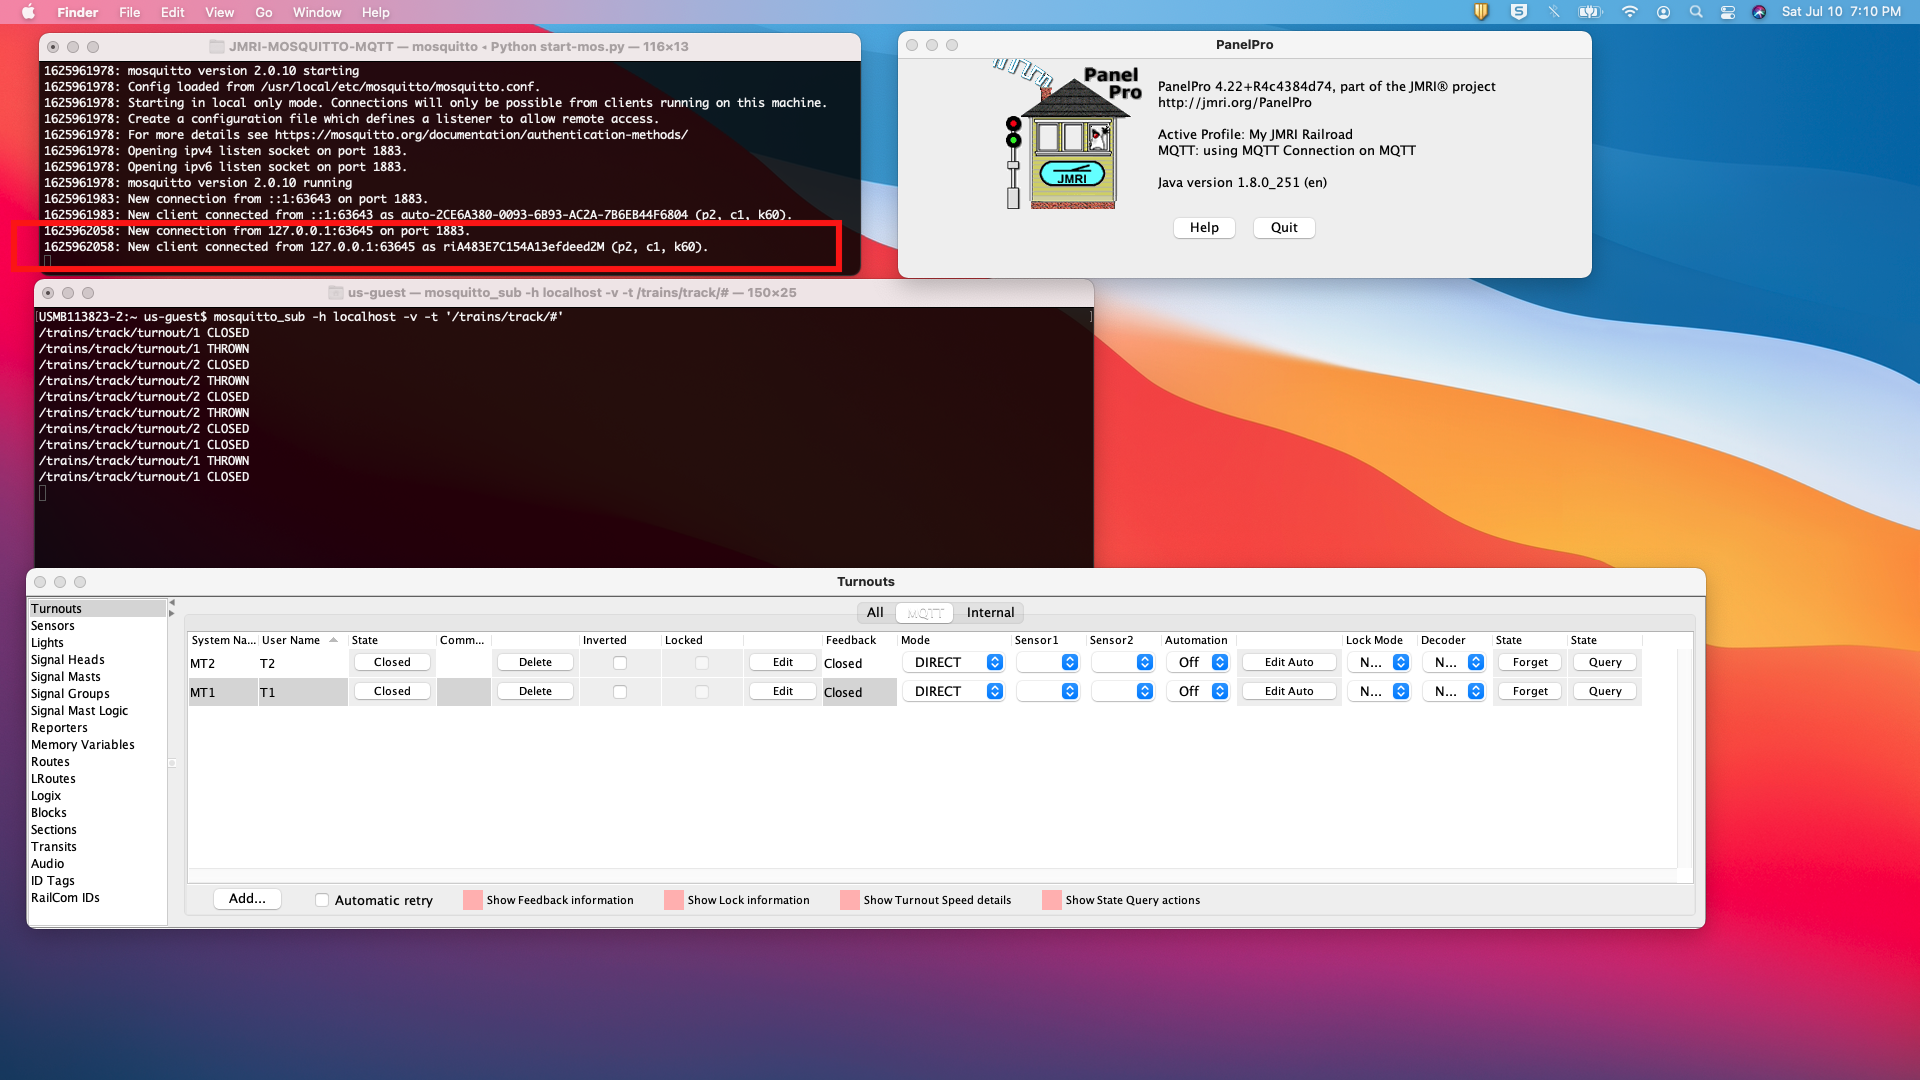 Finder File Edit View Go Window Help
Sat Jul 10 7:10 PM
JMRI-MOSQUITTO-MQTT — mosquitto ◂ Python start-mos.py — 116×13
1625961978: mosquitto version 2.0.10 starting
1625961978: Config loaded from /usr/local/etc/mosquitto/mosquitto.conf.
1625961978: Starting in local only mode. Connections will only be possible from clients running on this machine.
1625961978: Create a configuration file which defines a listener to allow remote access.
1625961978: For more details see https://mosquitto.org/documentation/authentication-methods/
1625961978: Opening ipv4 listen socket on port 1883.
1625961978: Opening ipv6 listen socket on port 1883.
1625961978: mosquitto version 2.0.10 running
1625961983: New connection from ::1:63643 on port 1883.
1625961983: New client connected from ::1:63643 as auto-2CE6A380-0093-6B93-AC2A-7B6EB44F6804 (p2, c1, k60).
1625962058: New connection from 127.0.0.1:63645 on port 1883.
1625962058: New client connected from 127.0.0.1:63645 as riA483E7C154A13efdeed2M (p2, c1, k60).
PanelPro
Panel
Pro
JMRI
PanelPro 4.22+R4c4384d74, part of the JMRI® project
http://jmri.org/PanelPro
Active Profile: My JMRI Railroad
MQTT: using MQTT Connection on MQTT
Java version 1.8.0_251 (en)
Help Quit
us-guest — mosquitto_sub -h localhost -v -t /trains/track/# — 150×25
[USMB113823-2:~ us-guest$ mosquitto_sub -h localhost -v -t '/trains/track/#' ]
/trains/track/turnout/1 CLOSED
/trains/track/turnout/1 THROWN
/trains/track/turnout/2 CLOSED
/trains/track/turnout/2 THROWN
/trains/track/turnout/2 CLOSED
/trains/track/turnout/2 THROWN
/trains/track/turnout/2 CLOSED
/trains/track/turnout/1 CLOSED
/trains/track/turnout/1 THROWN
/trains/track/turnout/1 CLOSED
Turnouts
Turnouts
Sensors
Lights
Signal Heads
Signal Masts
Signal Groups
Signal Mast Logic
Reporters
Memory Variables
Routes
LRoutes
Logix
Blocks
Sections
Transits
Audio
ID Tags
RailCom IDs
All MQTT Internal
System Na... User Name State Comm... Inverted Locked Feedback Mode Sensor1 Sensor2 Automation Lock Mode Decoder State State
MT2 T2 Closed Delete Edit Closed DIRECT Off Edit Auto N... N... Forget Query
MT1 T1 Closed Delete Edit Closed DIRECT Off Edit Auto N... N... Forget Query
Add... Automatic retry Show Feedback information Show Lock information Show Turnout Speed details Show State Query actions